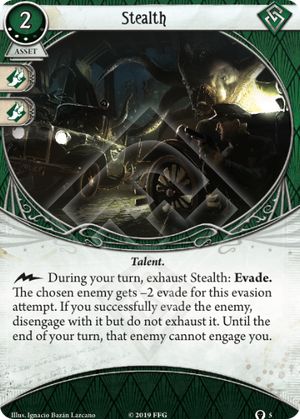 Stealth
2
ASSET
Talent.
During your turn, exhaust Stealth: Evade.
The chosen enemy gets –2 evade for this evasion
attempt. If you successfully evade the enemy,
disengage with it but do not exhaust it. Until the
end of your turn, that enemy cannot engage you.
Illus. Ignacio Bazán Lazcano
© 2019 FFG
5